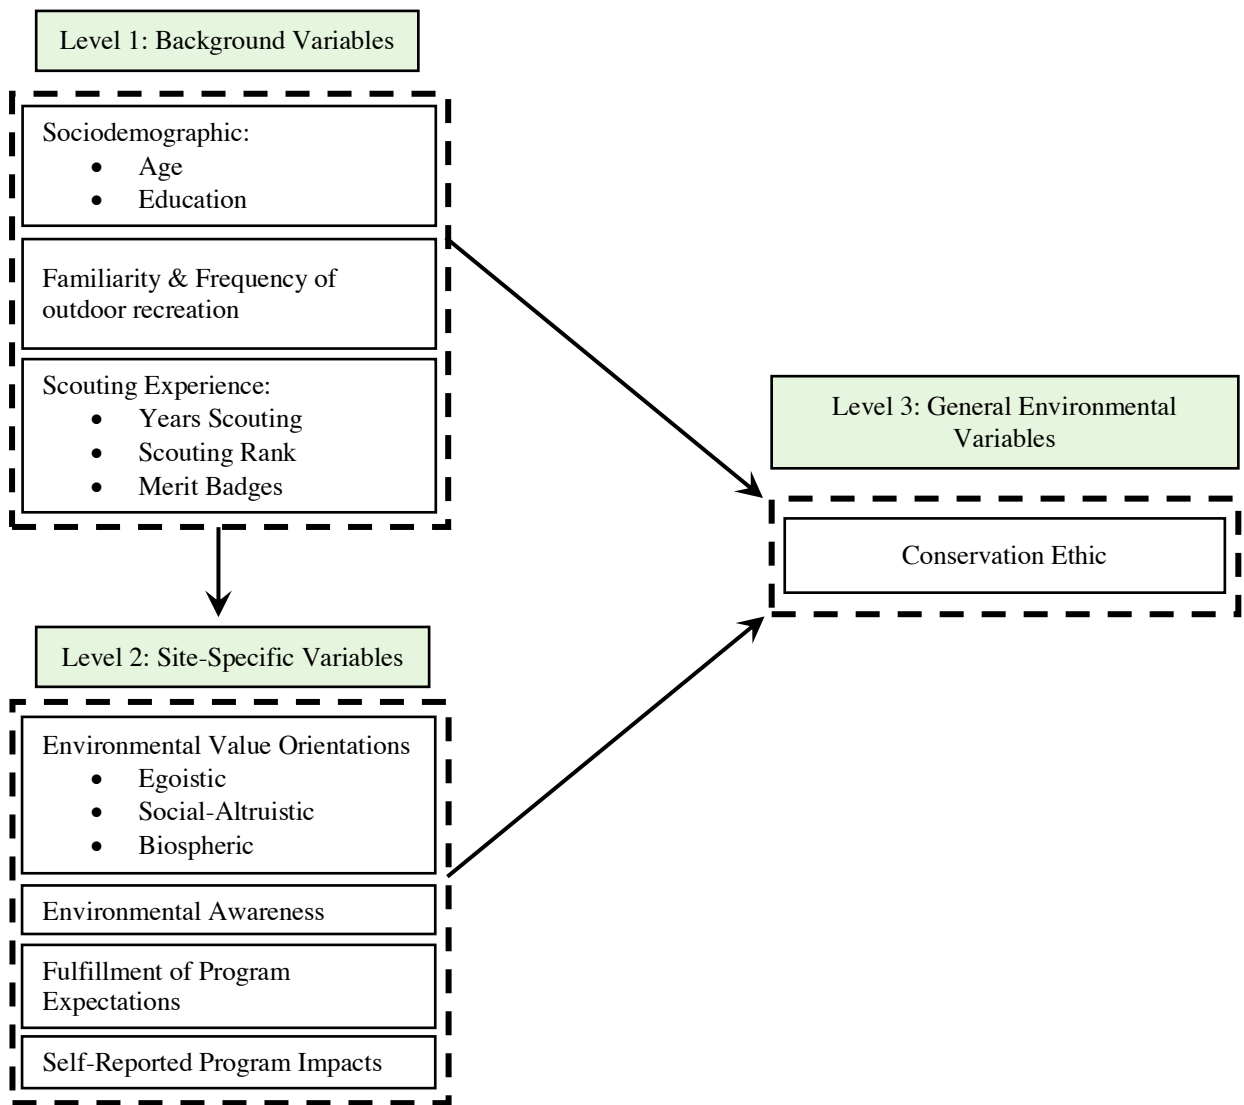 Level 1: Background Variables
Sociodemographic:
• Age
• Education
Familiarity & Frequency of
outdoor recreation
Scouting Experience:
• Years Scouting
• Scouting Rank
• Merit Badges
Level 2: Site-Specific Variables
Environmental Value Orientations
• Egoistic
• Social-Altruistic
• Biospheric
Environmental Awareness
Fulfillment of Program
Expectations
Self-Reported Program Impacts
Level 3: General Environmental
Variables
Conservation Ethic